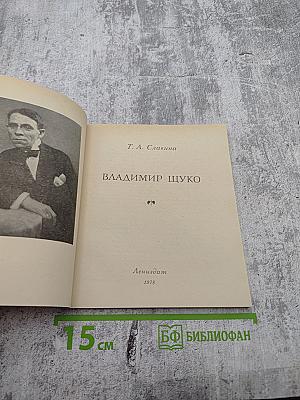 Т. А. Славина
ВЛАДИМИР ЩУКО
Лениздат
1978
15 см
БФ БИБЛИОФАН